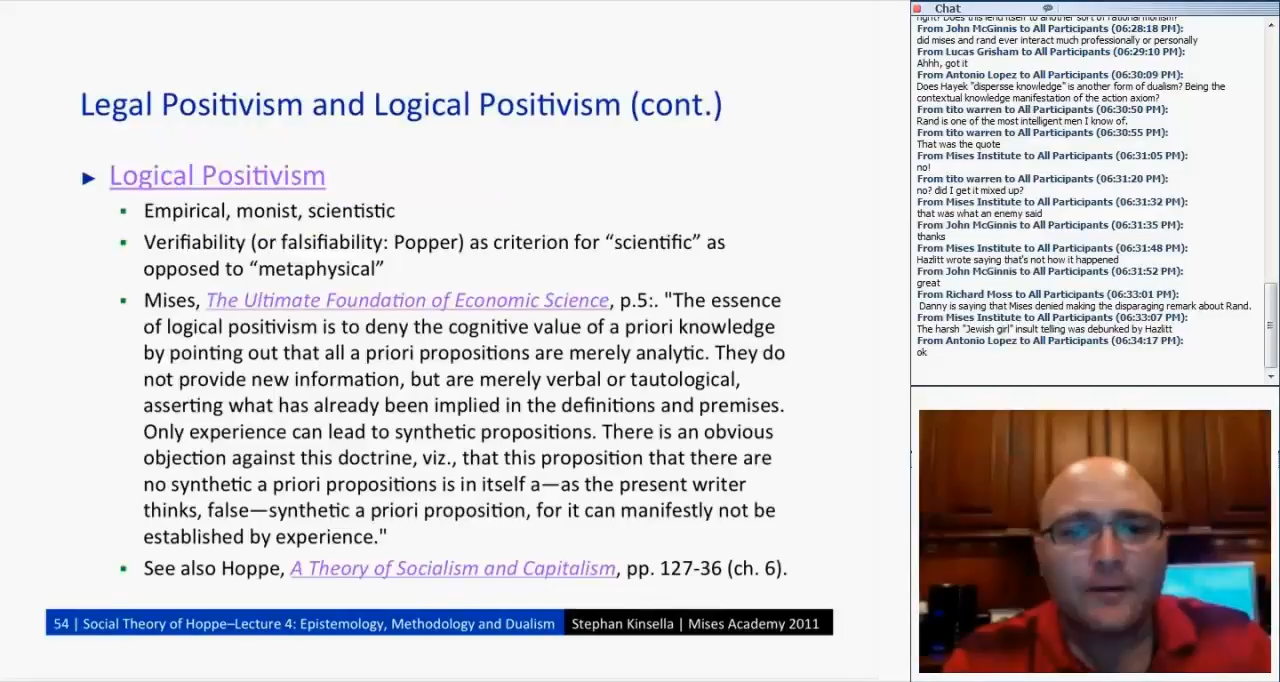 Legal Positivism and Logical Positivism (cont.)
► Logical Positivism
▪ Empirical, monist, scientistic
▪ Verifiability (or falsifiability: Popper) as criterion for “scientific” as
opposed to “metaphysical”
▪ Mises, The Ultimate Foundation of Economic Science, p.5:. "The essence
of logical positivism is to deny the cognitive value of a priori knowledge
by pointing out that all a priori propositions are merely analytic. They do
not provide new information, but are merely verbal or tautological,
asserting what has already been implied in the definitions and premises.
Only experience can lead to synthetic propositions. There is an obvious
objection against this doctrine, viz., that this proposition that there are
no synthetic a priori propositions is in itself a—as the present writer
thinks, false—synthetic a priori proposition, for it can manifestly not be
established by experience."
▪ See also Hoppe, A Theory of Socialism and Capitalism, pp. 127-36 (ch. 6).
54 | Social Theory of Hoppe–Lecture 4: Epistemology, Methodology and Dualism Stephan Kinsella | Mises Academy 2011
Chat
right? Does this lend itself to another sort of rational monism?
From John McGinnis to All Participants (06:28:18 PM):
did mises and rand ever interact much professionally or personally
From Lucas Grisham to All Participants (06:29:10 PM):
Ahhh, got it
From Antonio Lopez to All Participants (06:30:09 PM):
Does Hayek "dispersse knowledge" is another form of dualism? Being the
contextual knowledge manifestation of the action axiom?
From tito warren to All Participants (06:30:50 PM):
Rand is one of the most intelligent men I know of.
From tito warren to All Participants (06:30:55 PM):
That was the quote
From Mises Institute to All Participants (06:31:05 PM):
no!
From tito warren to All Participants (06:31:20 PM):
no? did I get it mixed up?
From Mises Institute to All Participants (06:31:32 PM):
that was what an enemy said
From John McGinnis to All Participants (06:31:35 PM):
thanks
From Mises Institute to All Participants (06:31:48 PM):
Hazlitt wrote saying that's not how it happened
From John McGinnis to All Participants (06:31:52 PM):
great
From Richard Moss to All Participants (06:33:01 PM):
Danny is saying that Mises denied making the disparaging remark about Rand.
From Mises Institute to All Participants (06:33:07 PM):
The harsh "Jewish girl" insult telling was debunked by Hazlitt
From Antonio Lopez to All Participants (06:34:17 PM):
ok